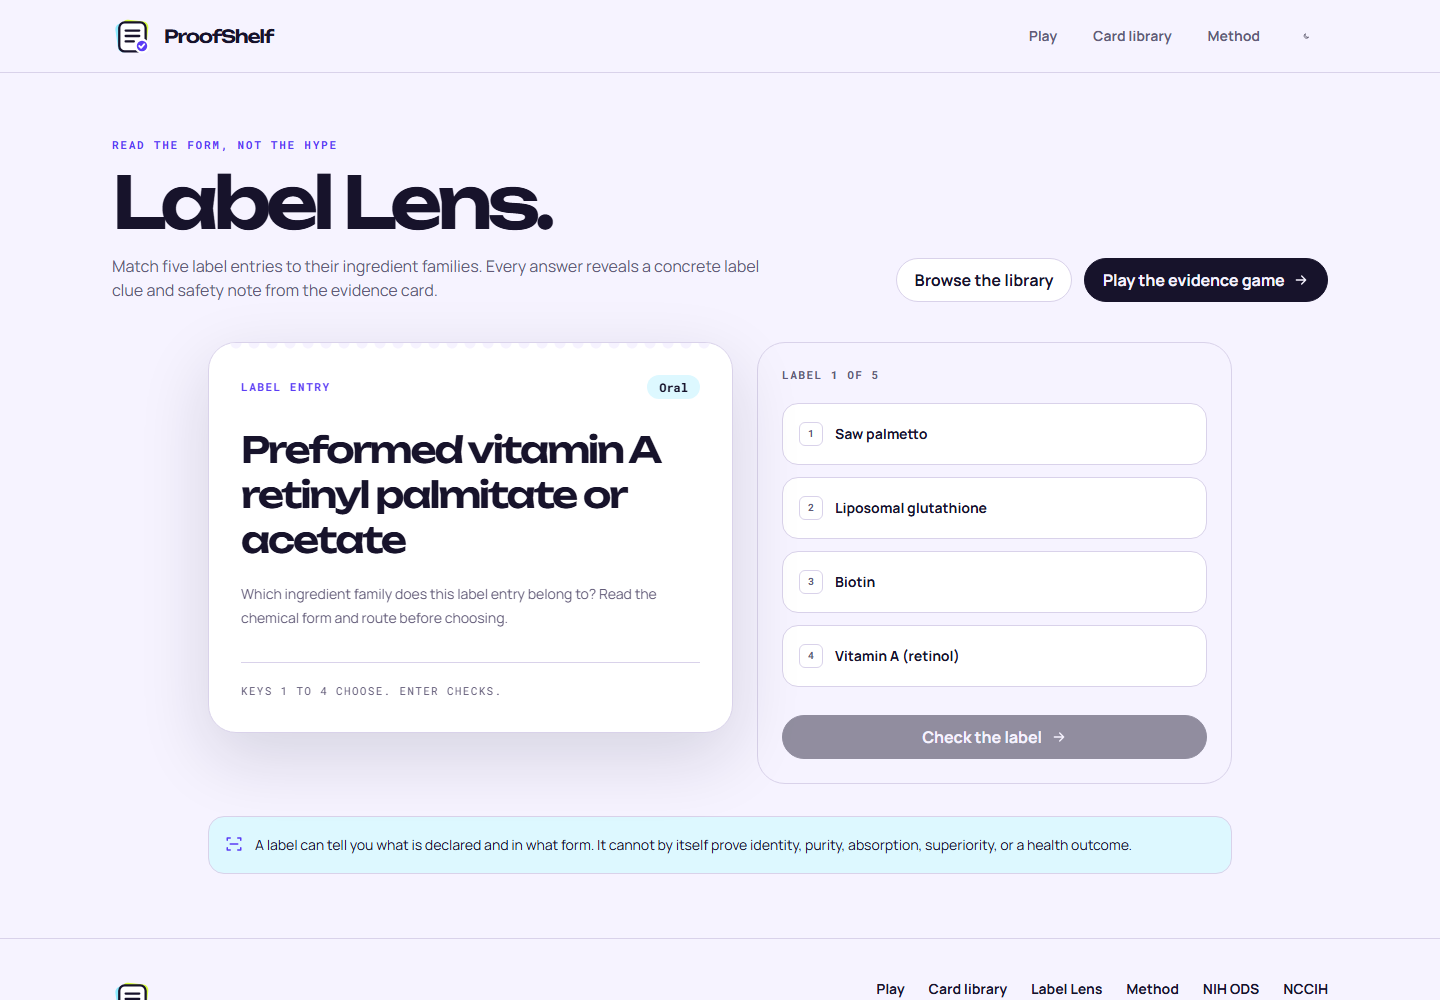 ProofShelf
Play
Card library
Method
READ THE FORM, NOT THE HYPE
Label Lens.
Match five label entries to their ingredient families. Every answer reveals a concrete label
clue and safety note from the evidence card.
Browse the library
Play the evidence game
LABEL ENTRY
Oral
Preformed vitamin A
retinyl palmitate or
acetate
Which ingredient family does this label entry belong to? Read the
chemical form and route before choosing.
KEYS 1 TO 4 CHOOSE. ENTER CHECKS.
LABEL 1 OF 5
1 Saw palmetto
2 Liposomal glutathione
3 Biotin
4 Vitamin A (retinol)
Check the label
A label can tell you what is declared and in what form. It cannot by itself prove identity, purity, absorption, superiority, or a health outcome.
Play
Card library
Label Lens
Method
NIH ODS
NCCIH